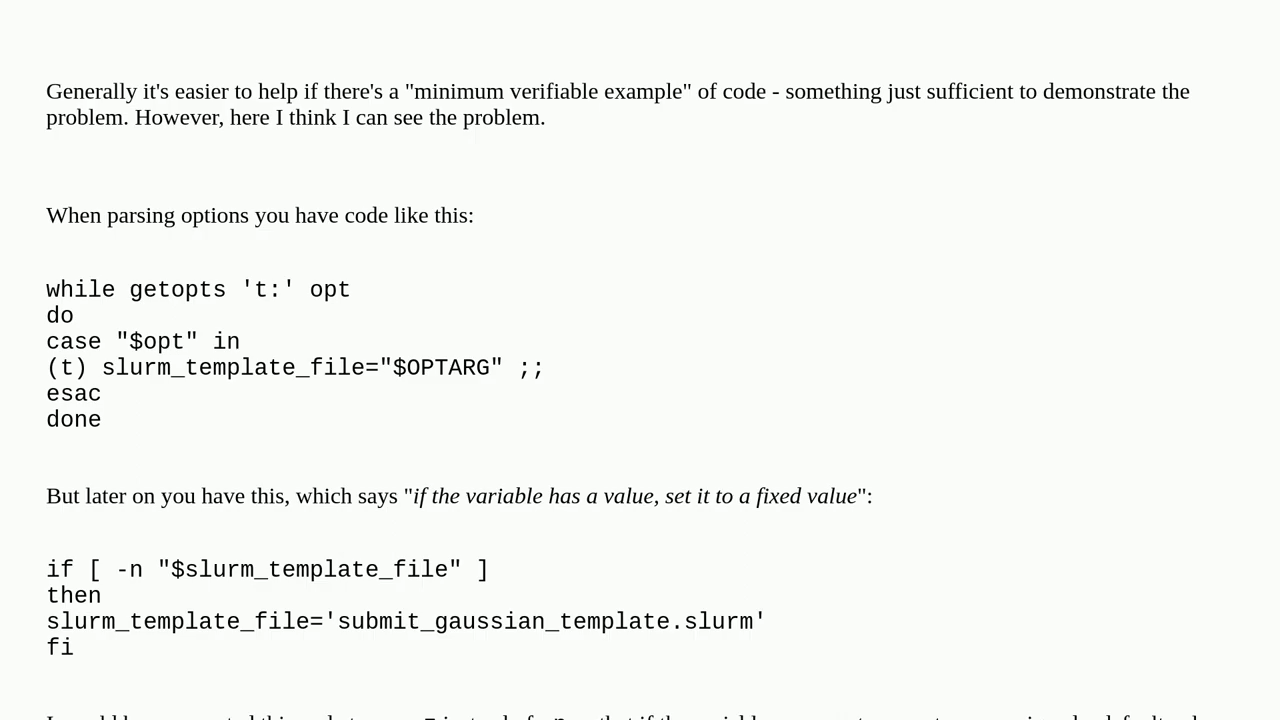 Generally it's easier to help if there's a "minimum verifiable example" of code - something just sufficient to demonstrate the
problem. However, here I think I can see the problem.
When parsing options you have code like this:
while getopts 't:' opt
do
case "$opt" in
(t) slurm_template_file="$OPTARG" ;;
esac
done
But later on you have this, which says "if the variable has a value, set it to a fixed value":
if [ -n "$slurm_template_file" ]
then
slurm_template_file='submit_gaussian_template.slurm'
fi